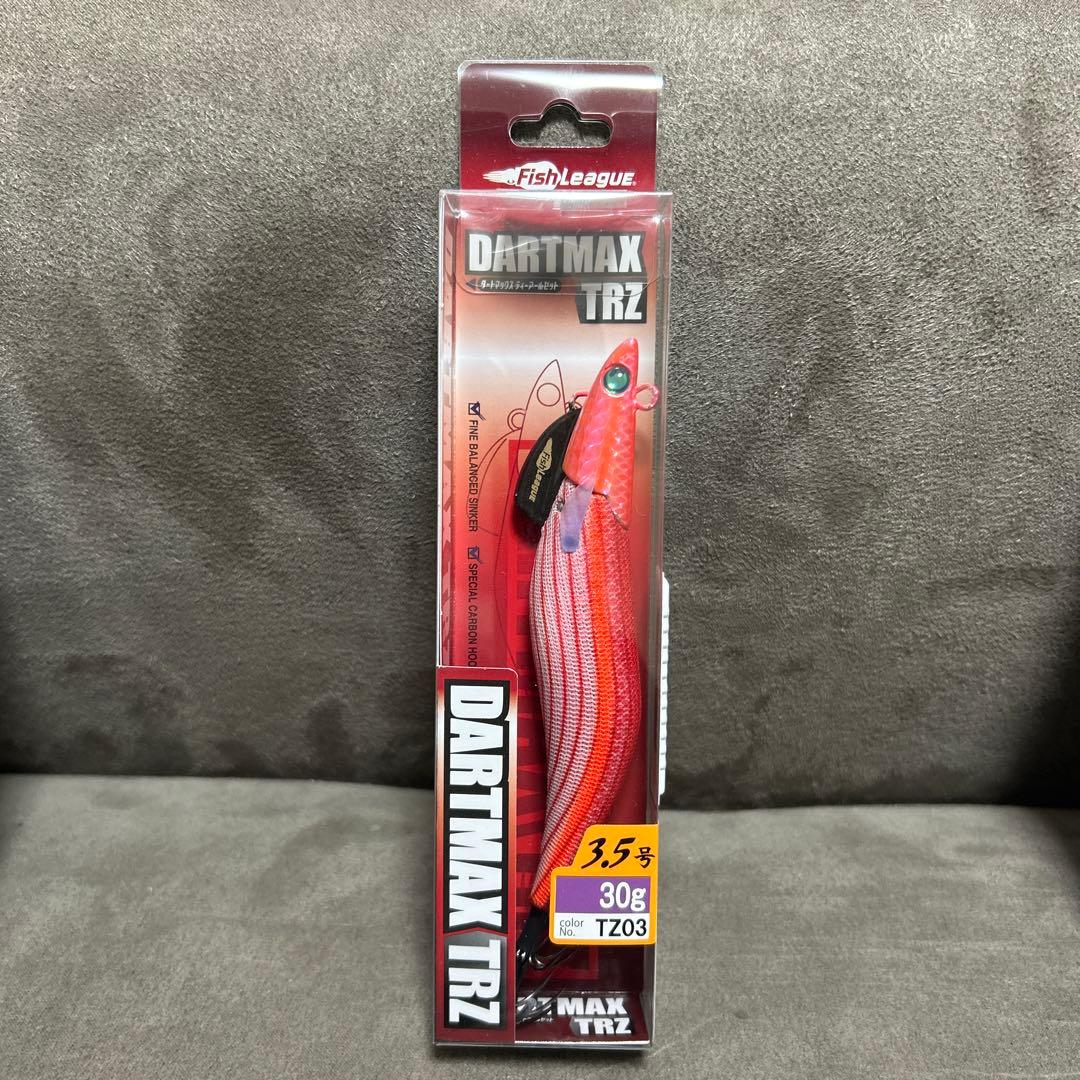 FishLEAGUE
DARTMAX
ダートマックス ティーアールゼット
TRZ
FINE BALANCED SINKER
SPECIAL CARBON
FishLeague
DARTMAX TRZ
3.5号
30g
color No. TZ03
MAX
TRZ